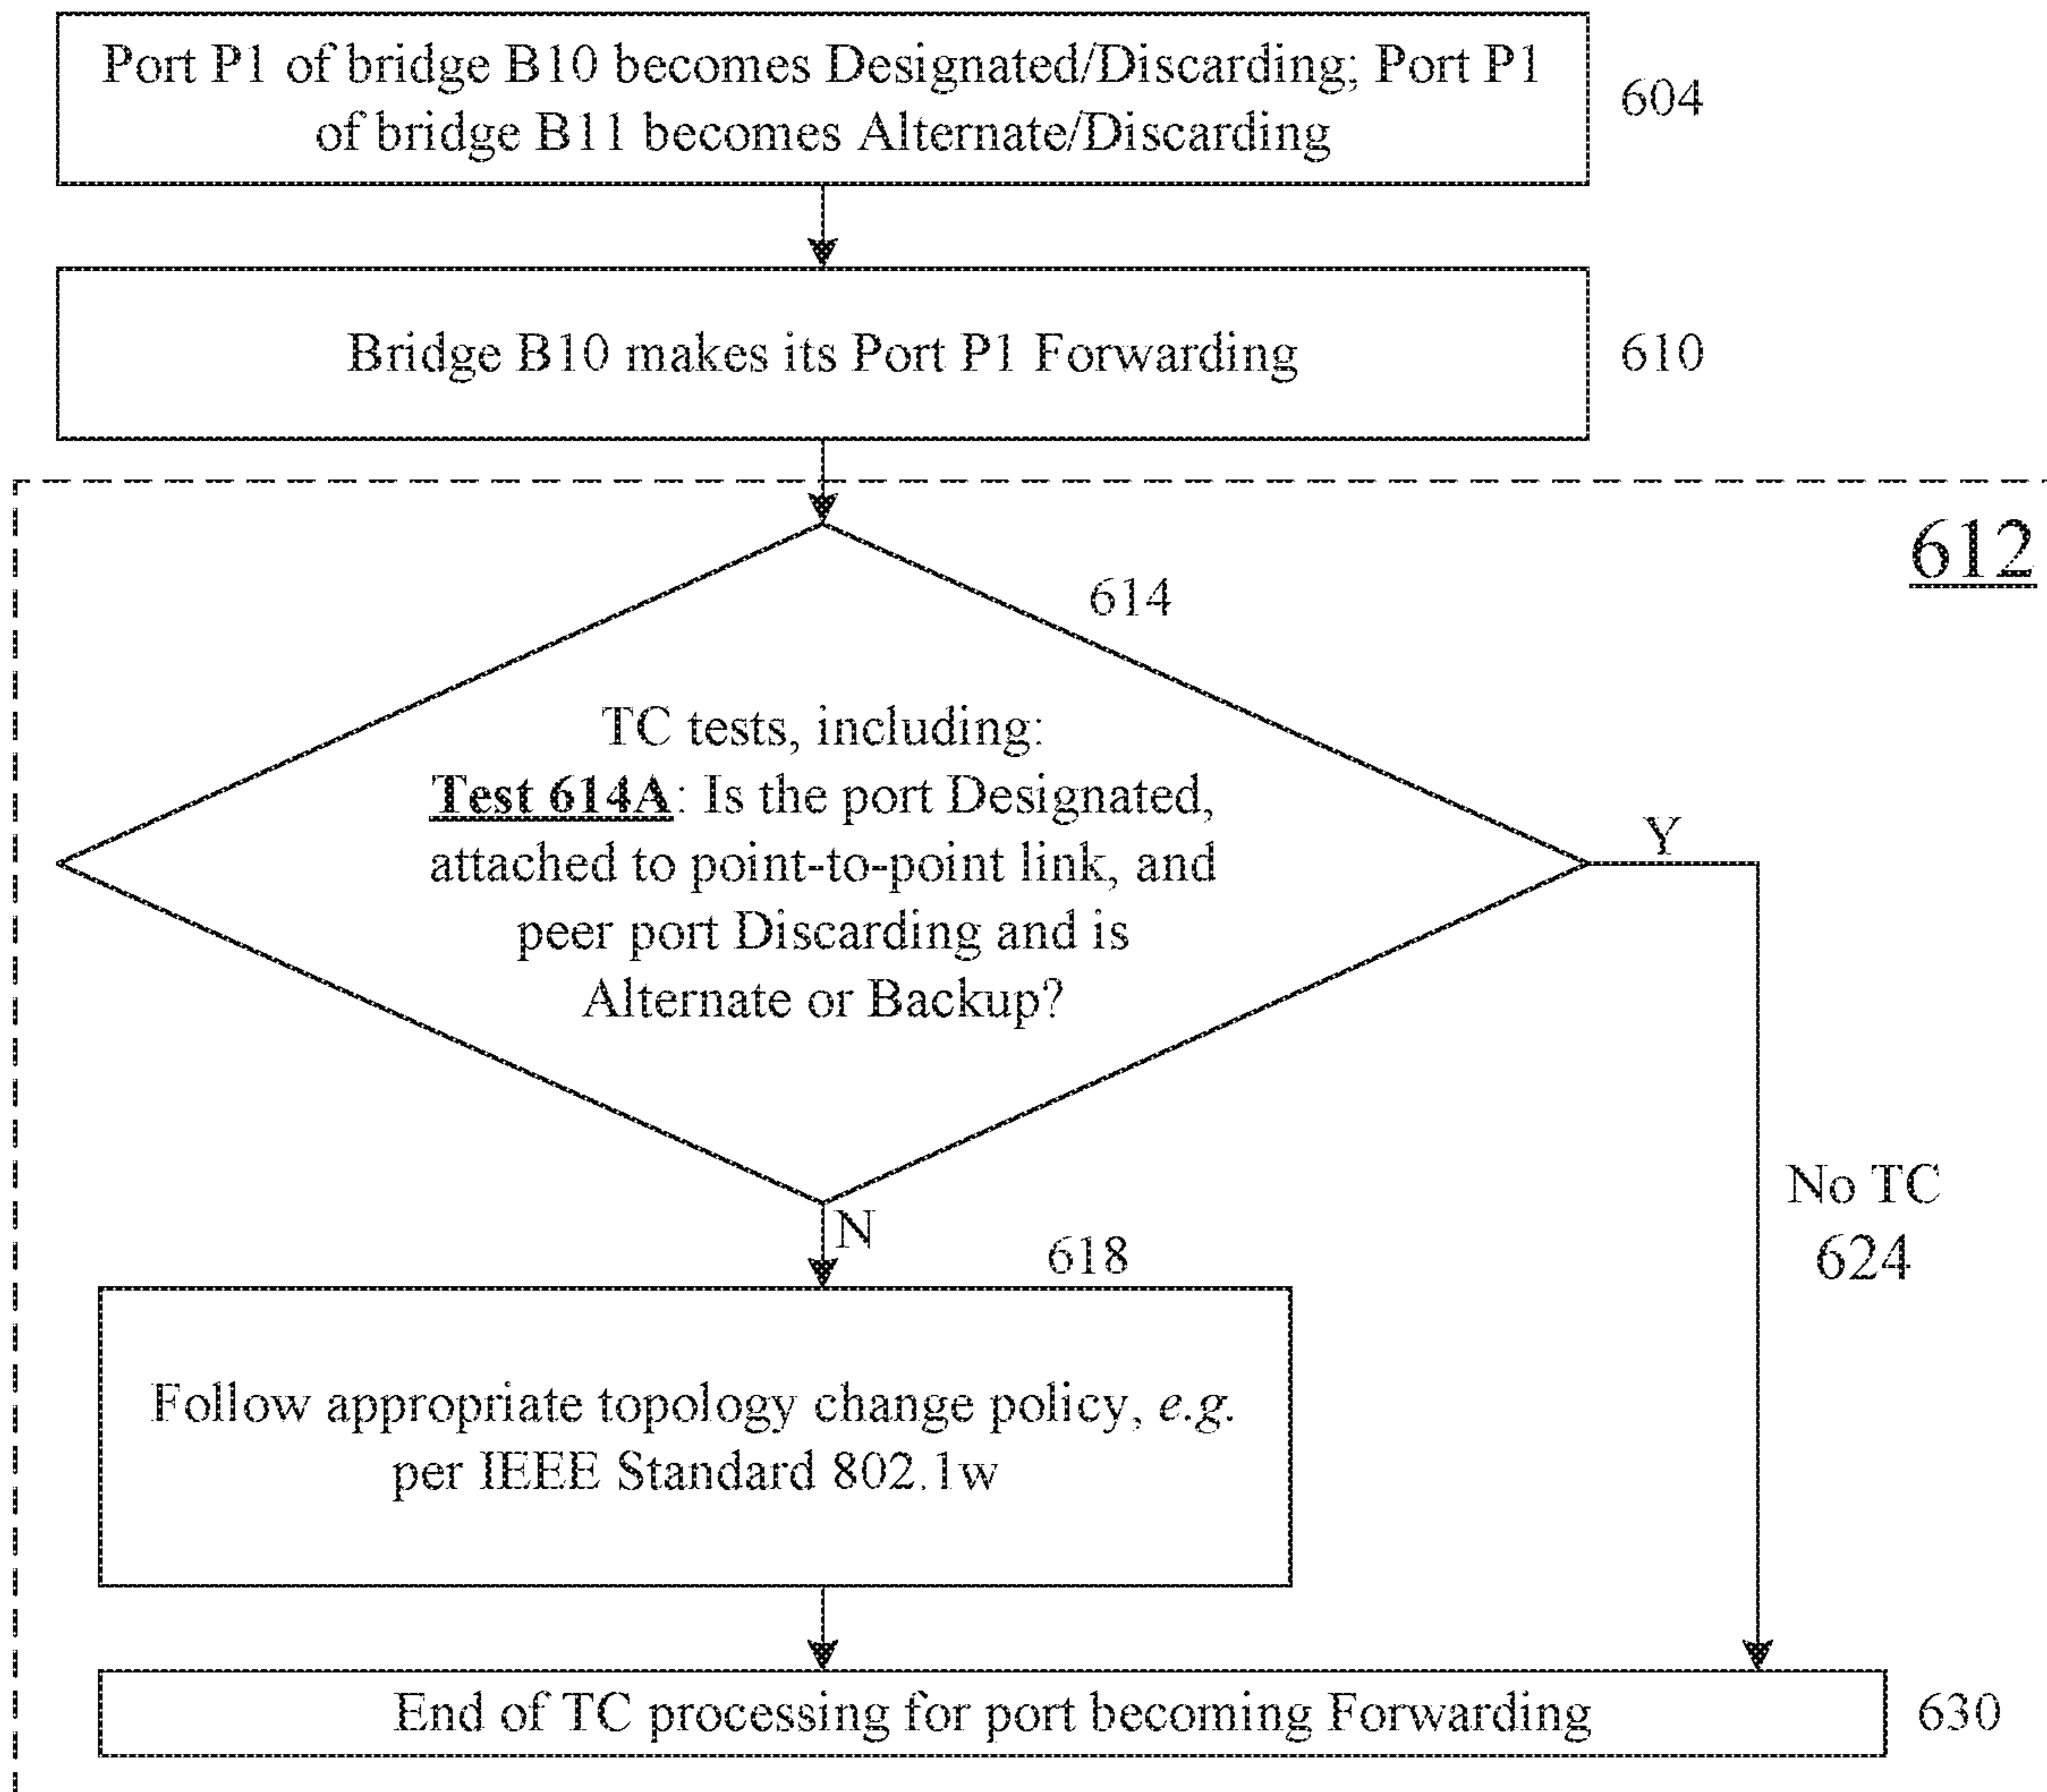 Port P1 of bridge B10 becomes Designated/Discarding; Port P1
of bridge B11 becomes Alternate/Discarding
604
Bridge B10 makes its Port P1 Forwarding
610
612
614
TC tests, including:
Test 614A: Is the port Designated,
attached to point-to-point link, and
peer port Discarding and is
Alternate or Backup?
Y
No TC
624
N
618
Follow appropriate topology change policy, e.g.
per IEEE Standard 802.1w
End of TC processing for port becoming Forwarding
630